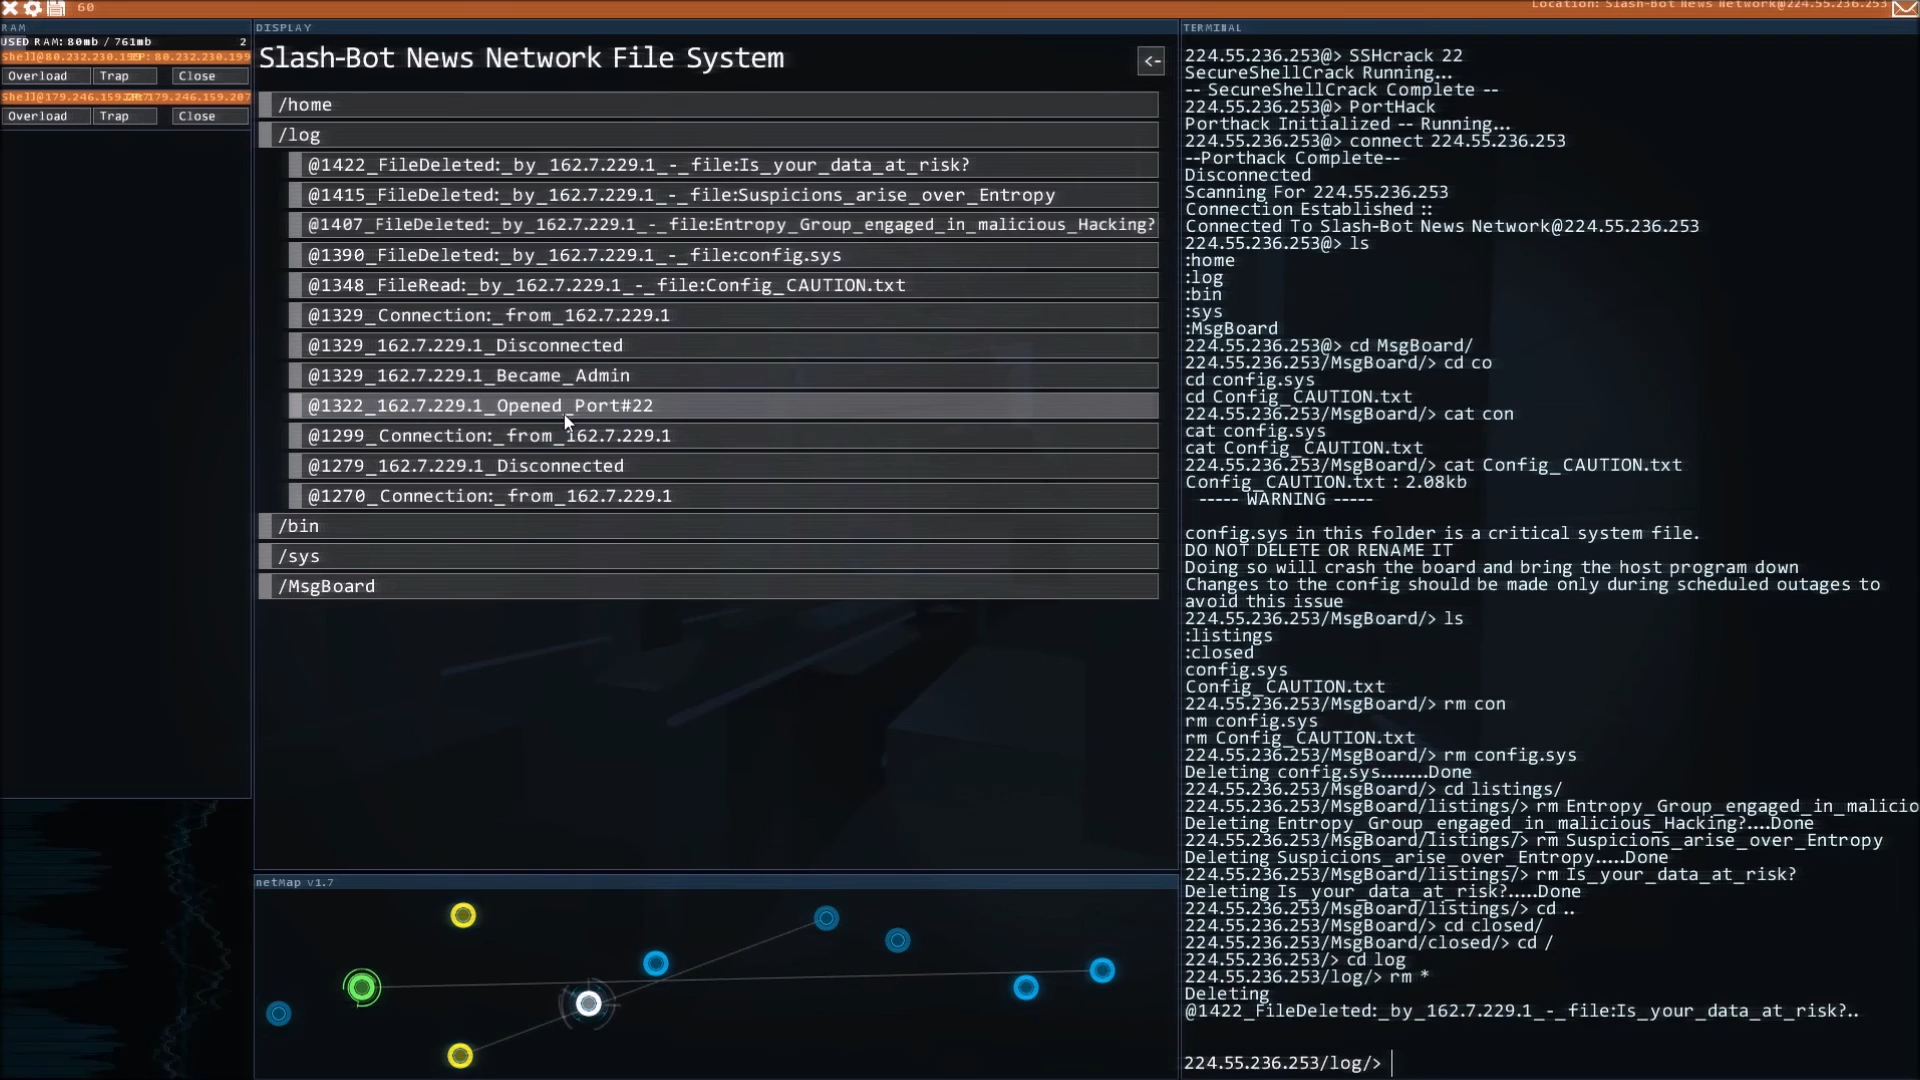 60
Location: Slash-Bot News Network@224.55.236.253
RAM
USED RAM: 80mb / 761mb 2
Overload Trap Close
Overload Trap Close
DISPLAY
Slash-Bot News Network File System
<-
/home
/log
@1422_FileDeleted:_by_162.7.229.1_-_file:Is_your_data_at_risk?
@1415_FileDeleted:_by_162.7.229.1_-_file:Suspicions_arise_over_Entropy
@1407_FileDeleted:_by_162.7.229.1_-_file:Entropy_Group_engaged_in_malicious_Hacking?
@1390_FileDeleted:_by_162.7.229.1_-_file:config.sys
@1348_FileRead:_by_162.7.229.1_-_file:Config_CAUTION.txt
@1329_Connection:_from_162.7.229.1
@1329_162.7.229.1_Disconnected
@1329_162.7.229.1_Became_Admin
@1322_162.7.229.1_Opened_Port#22
@1299_Connection:_from_162.7.229.1
@1279_162.7.229.1_Disconnected
@1270_Connection:_from_162.7.229.1
/bin
/sys
/MsgBoard
netMap v1.7
TERMINAL
224.55.236.253@> SSHcrack 22
SecureShellCrack Running...
-- SecureShellCrack Complete --
224.55.236.253@> PortHack
Porthack Initialized -- Running...
224.55.236.253@> connect 224.55.236.253
--Porthack Complete--
Disconnected
Scanning For 224.55.236.253
Connection Established ::
Connected To Slash-Bot News Network@224.55.236.253
224.55.236.253@> ls
:home
:log
:bin
:sys
:MsgBoard
224.55.236.253@> cd MsgBoard/
224.55.236.253/MsgBoard/> cd co
cd config.sys
cd Config_CAUTION.txt
224.55.236.253/MsgBoard/> cat con
cat config.sys
cat Config_CAUTION.txt
224.55.236.253/MsgBoard/> cat Config_CAUTION.txt
Config_CAUTION.txt : 2.08kb
----- WARNING -----
config.sys in this folder is a critical system file.
DO NOT DELETE OR RENAME IT
Doing so will crash the board and bring the host program down
Changes to the config should be made only during scheduled outages to
avoid this issue
224.55.236.253/MsgBoard/> ls
:listings
:closed
config.sys
Config_CAUTION.txt
224.55.236.253/MsgBoard/> rm con
rm config.sys
rm Config_CAUTION.txt
224.55.236.253/MsgBoard/> rm config.sys
Deleting config.sys........Done
224.55.236.253/MsgBoard/> cd listings/
224.55.236.253/MsgBoard/listings/> rm Entropy_Group_engaged_in_malicio
Deleting Entropy_Group_engaged_in_malicious_Hacking?....Done
224.55.236.253/MsgBoard/listings/> rm Suspicions_arise_over_Entropy
Deleting Suspicions_arise_over_Entropy.....Done
224.55.236.253/MsgBoard/listings/> rm Is_your_data_at_risk?
Deleting Is_your_data_at_risk?.....Done
224.55.236.253/MsgBoard/listings/> cd ..
224.55.236.253/MsgBoard/> cd closed/
224.55.236.253/MsgBoard/closed/> cd /
224.55.236.253/> cd log
224.55.236.253/log/> rm *
Deleting
@1422_FileDeleted:_by_162.7.229.1_-_file:Is_your_data_at_risk?..
224.55.236.253/log/>